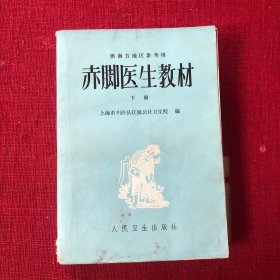 供南方地区参考用
赤脚医生教材
下册
上海市川沙县江镇公社卫生院 编
人民卫生出版社